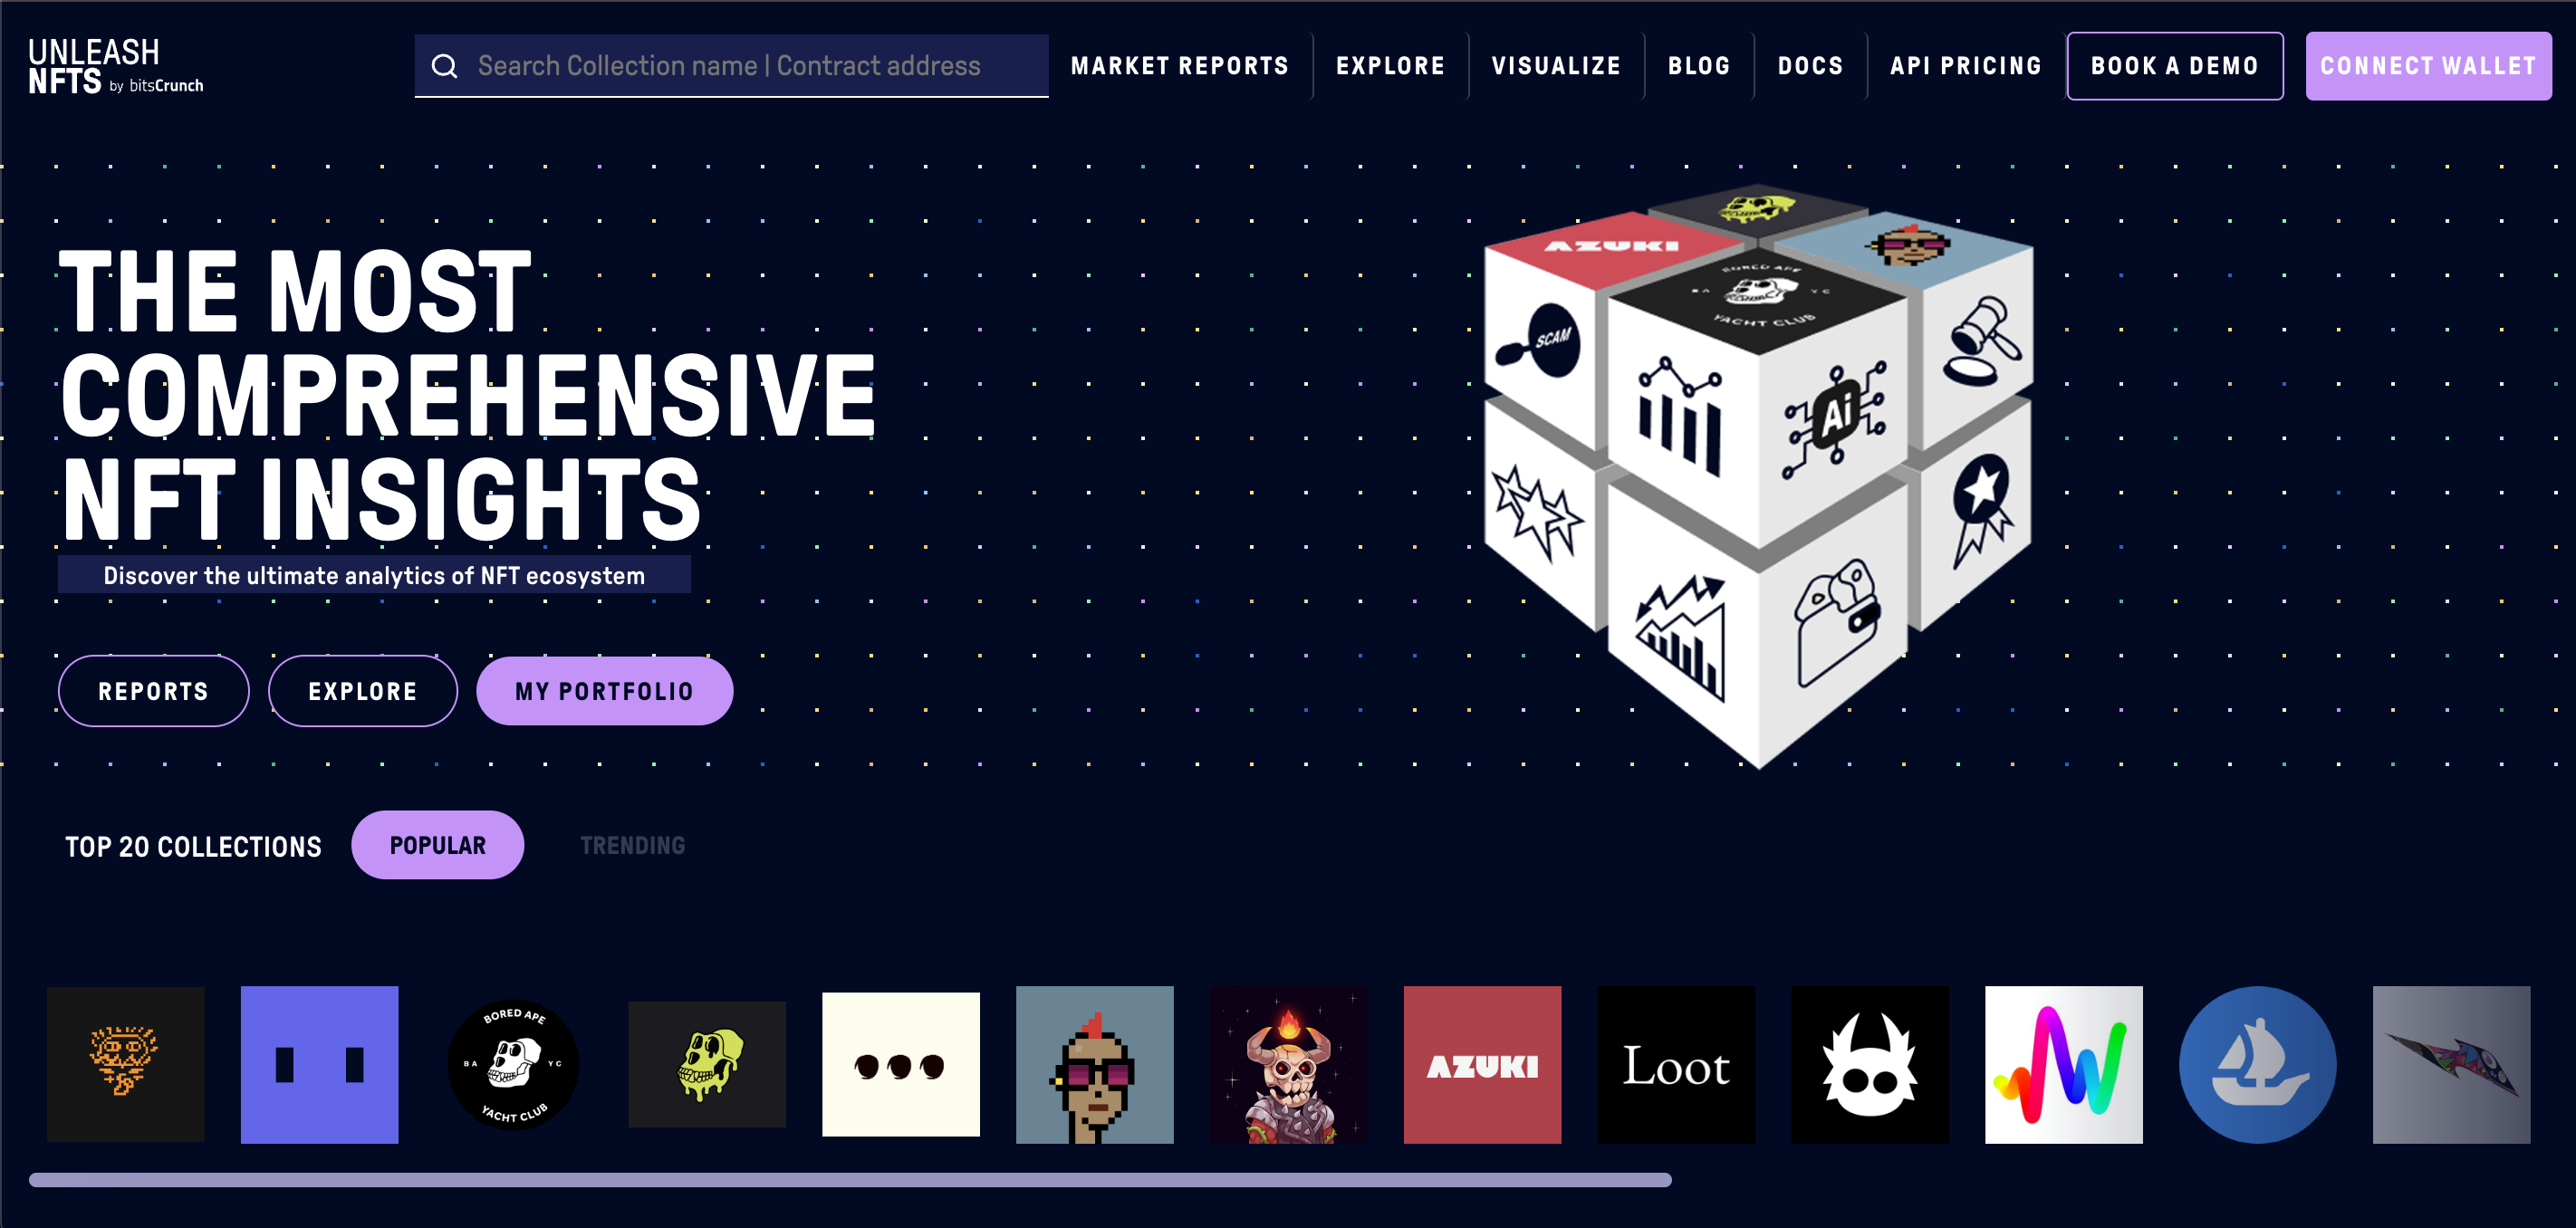 UNLEASH
NFTS by bitsCrunch
Search Collection name | Contract address
MARKET REPORTS
EXPLORE
VISUALIZE
BLOG
DOCS
API PRICING
BOOK A DEMO
CONNECT WALLET
THE MOST
COMPREHENSIVE
NFT INSIGHTS
Discover the ultimate analytics of NFT ecosystem
REPORTS
EXPLORE
MY PORTFOLIO
AZUKI
BORED APE
BA YC
YACHT CLUB
SCAM
Ai
TOP 20 COLLECTIONS
POPULAR
TRENDING
BORED APE
BA YC
YACHT CLUB
AZUKI
Loot